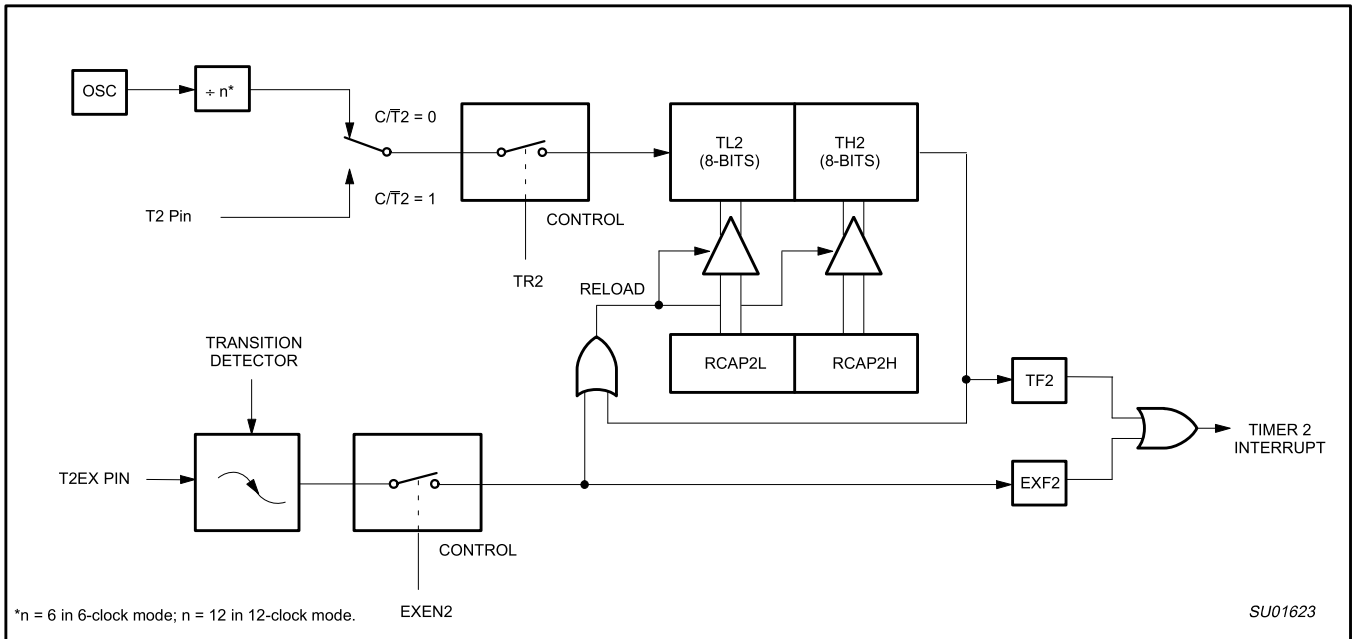 OSC
÷ n*
C/T̅2 = 0
C/T̅2 = 1
T2 Pin
CONTROL
TR2
TL2
(8-BITS)
TH2
(8-BITS)
RELOAD
RCAP2L
RCAP2H
TRANSITION
DETECTOR
T2EX PIN
CONTROL
EXEN2
TF2
EXF2
TIMER 2
INTERRUPT
*n = 6 in 6-clock mode; n = 12 in 12-clock mode.
SU01623